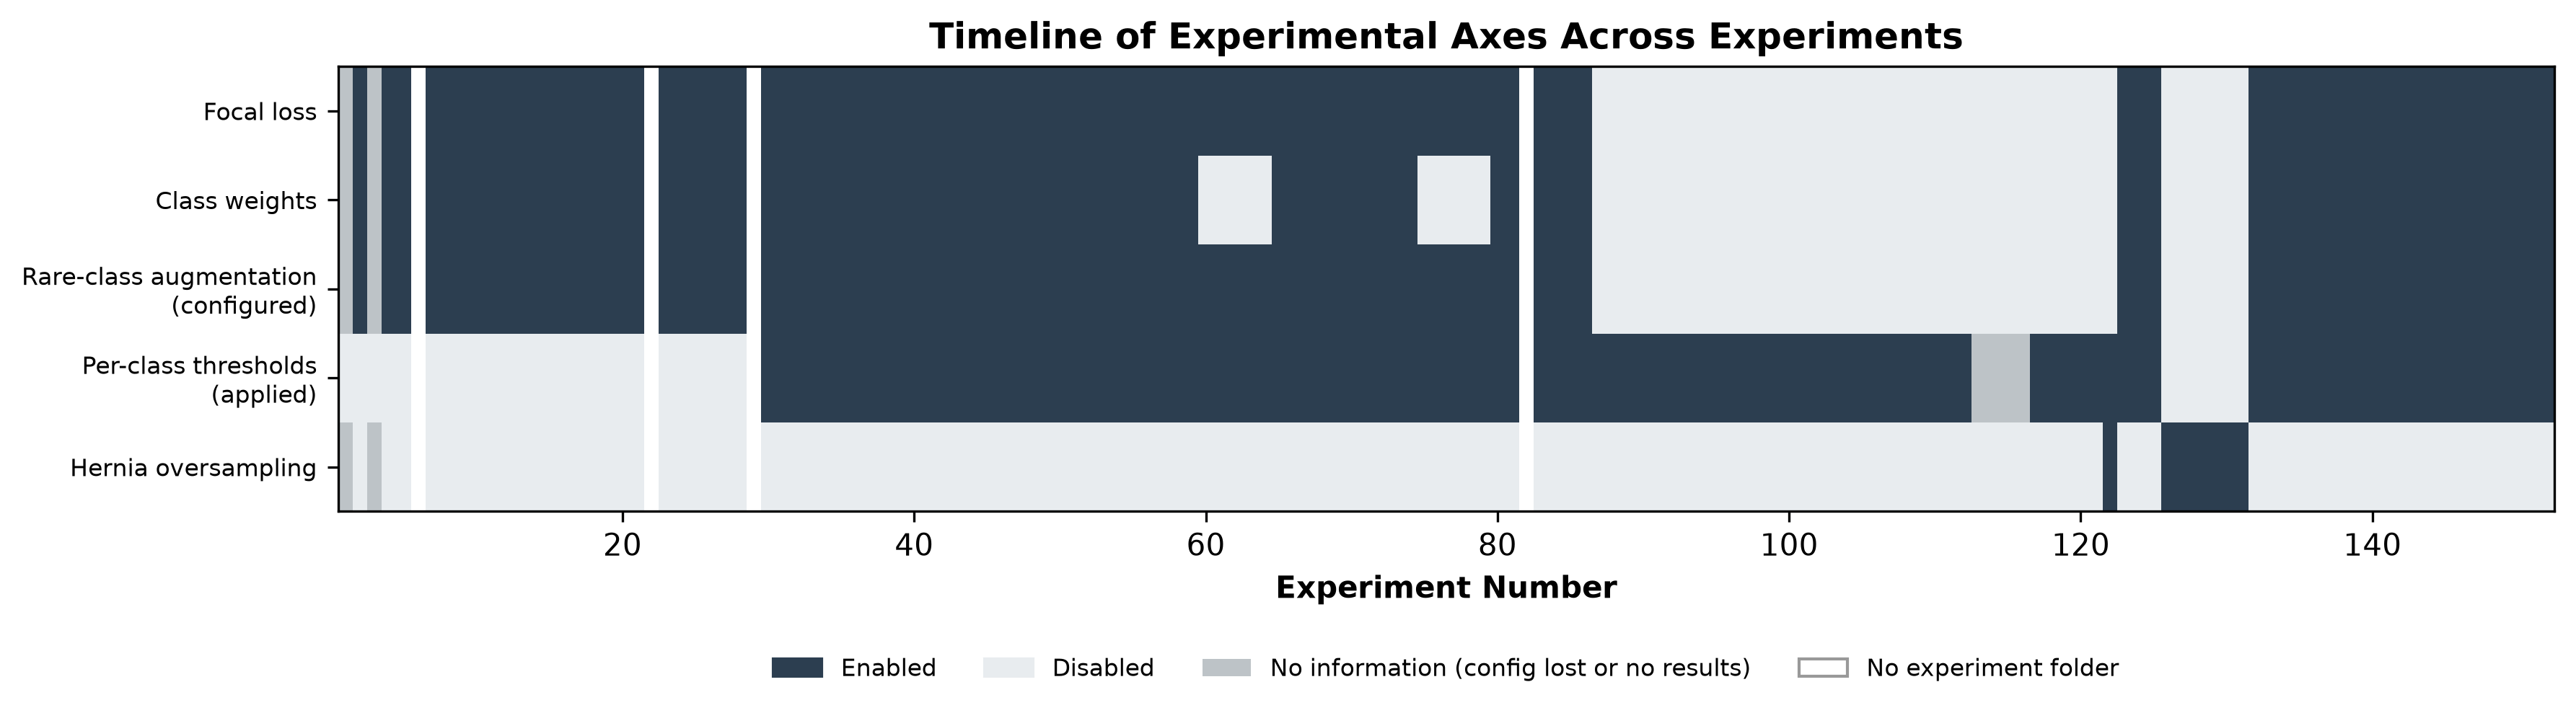 Timeline of Experimental Axes Across Experiments
Focal loss
Class weights
Rare-class augmentation
(configured)
Per-class thresholds
(applied)
Hernia oversampling
20 40 60 80 100 120 140
Experiment Number
Enabled Disabled No information (config lost or no results) No experiment folder